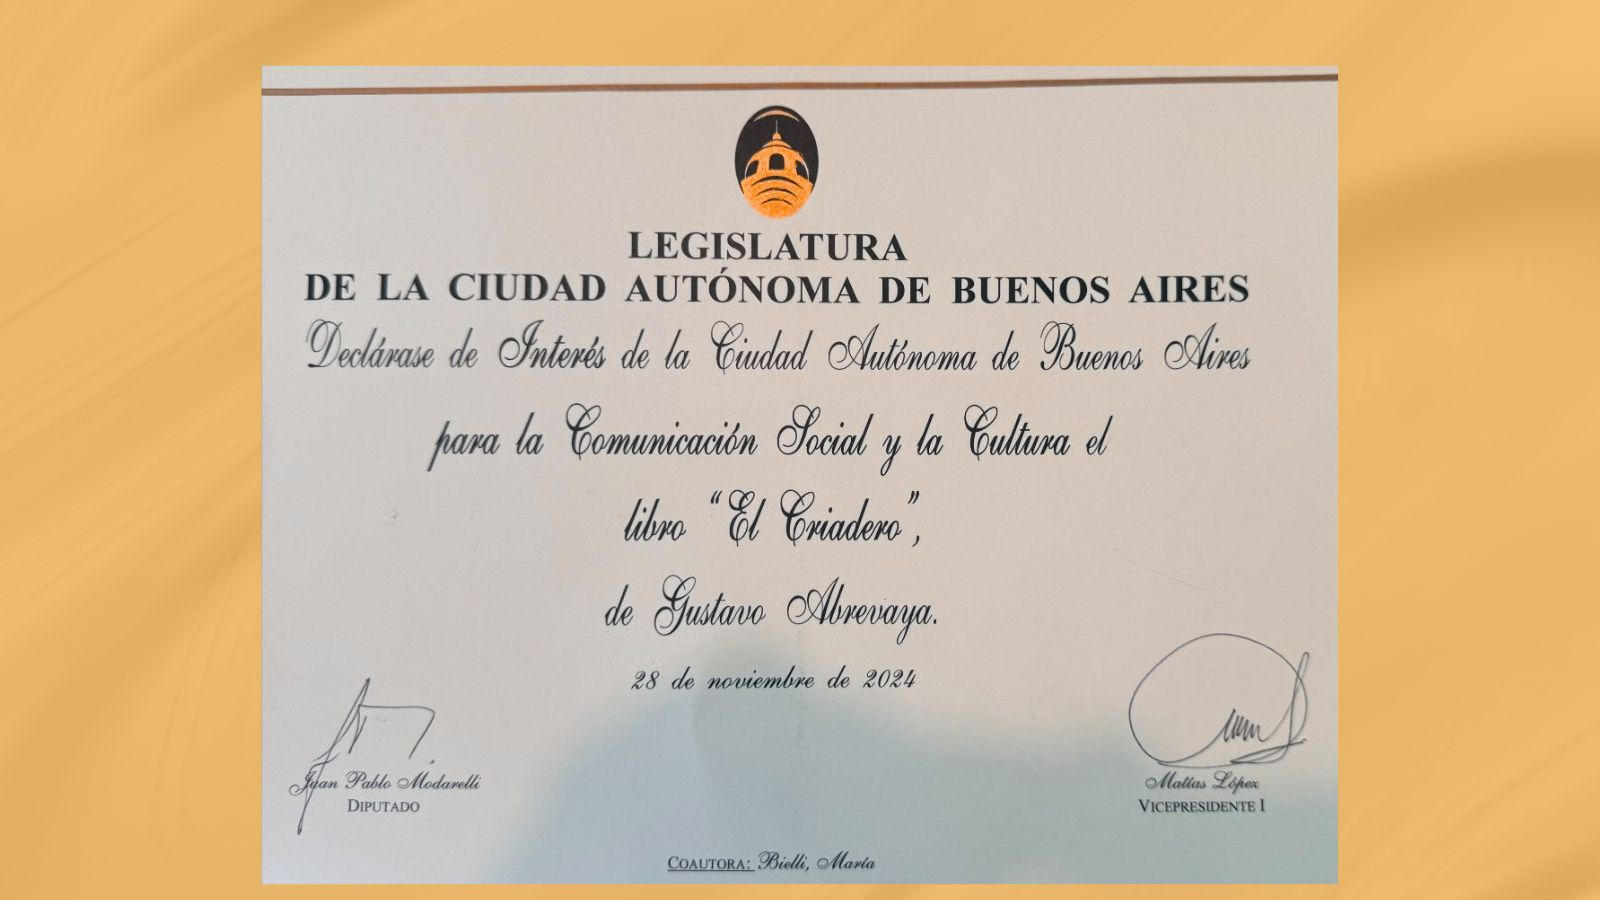 LEGISLATURA
DE LA CIUDAD AUTÓNOMA DE BUENOS AIRES
Declárase de Interés de la Ciudad Autónoma de Buenos Aires
para la Comunicación Social y la Cultura el
libro “El Criadero”,
de Gustavo Abrevaya.
28 de noviembre de 2024
Juan Pablo Modarelli
DIPUTADO
Matías López
VICEPRESIDENTE I
COAUTORA: Bielli, María